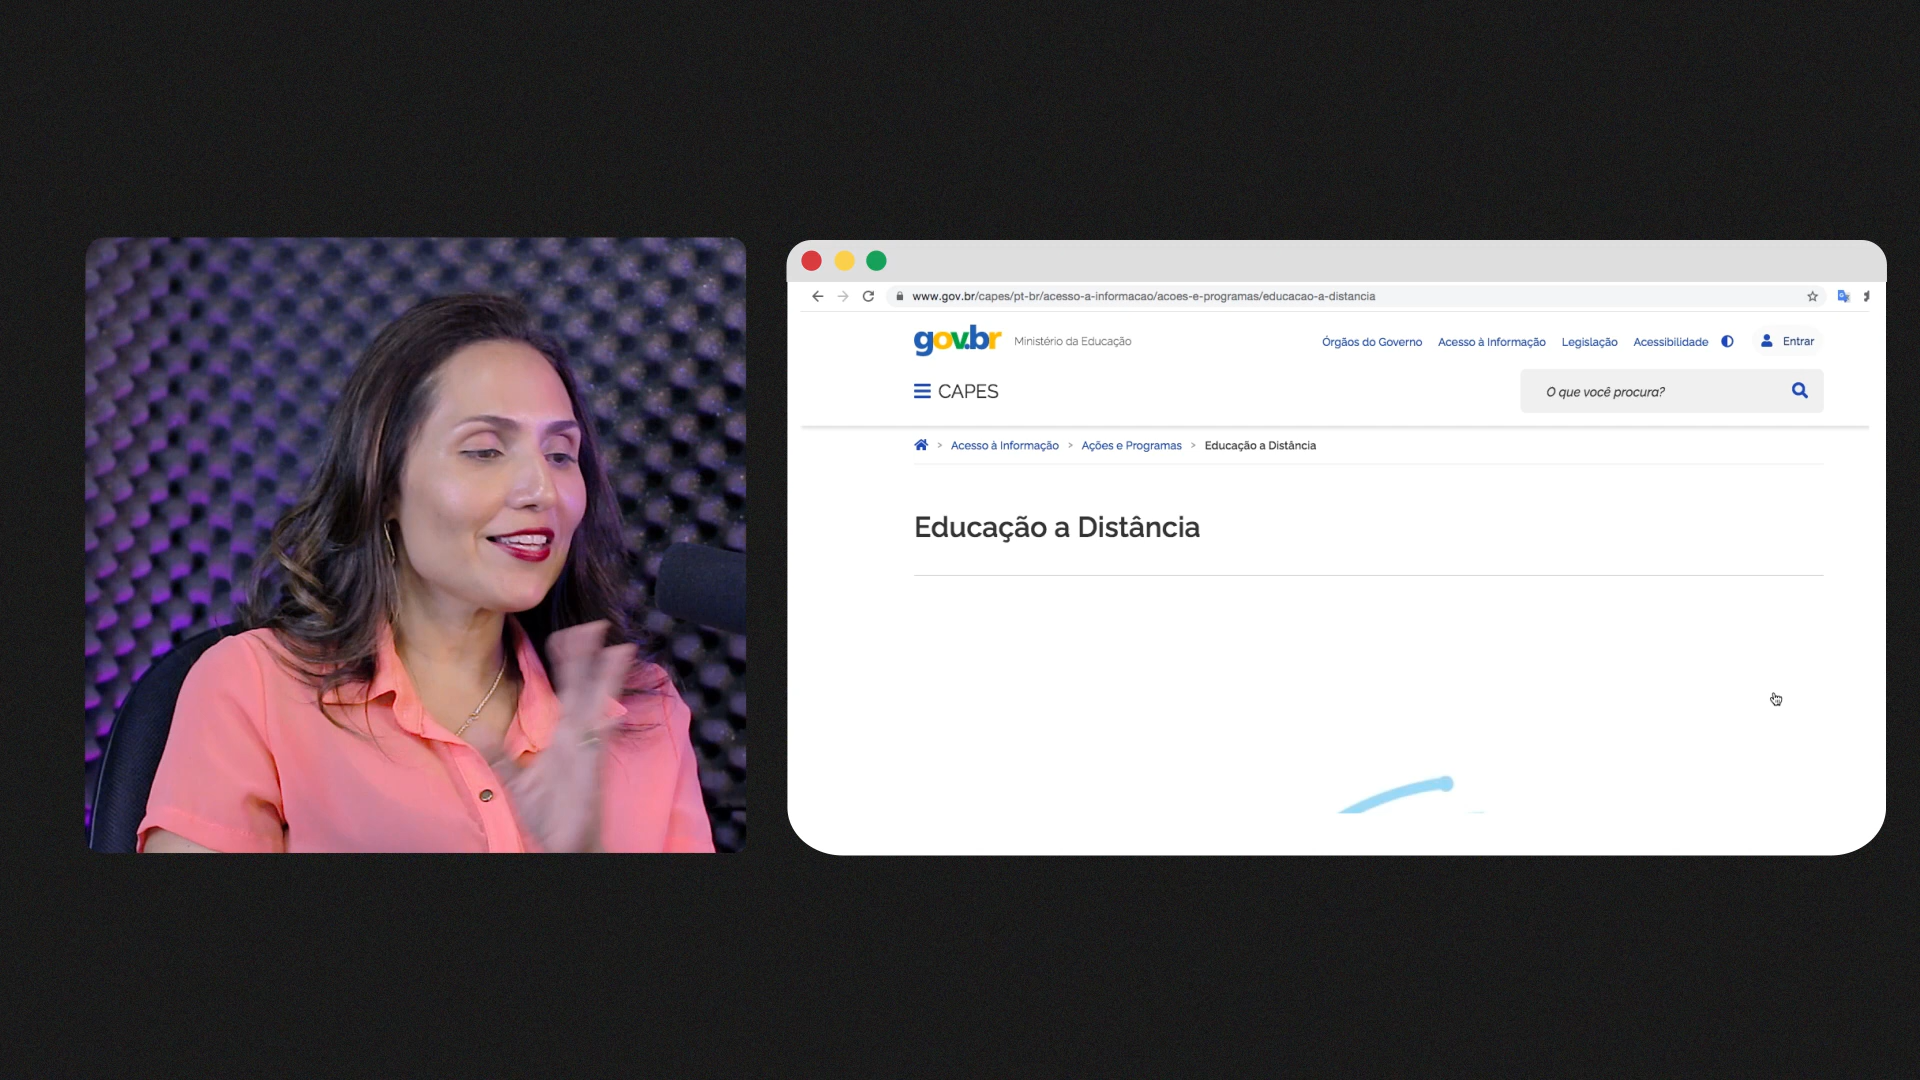 www.gov.br/capes/pt-br/acesso-a-informacao/acoes-e-programas/educacao-a-distancia
gov.br Ministério da Educação Órgãos do Governo Acesso à Informação Legislação Acessibilidade Entrar
CAPES O que você procura?
> Acesso à Informação > Ações e Programas > Educação a Distância
Educação a Distância